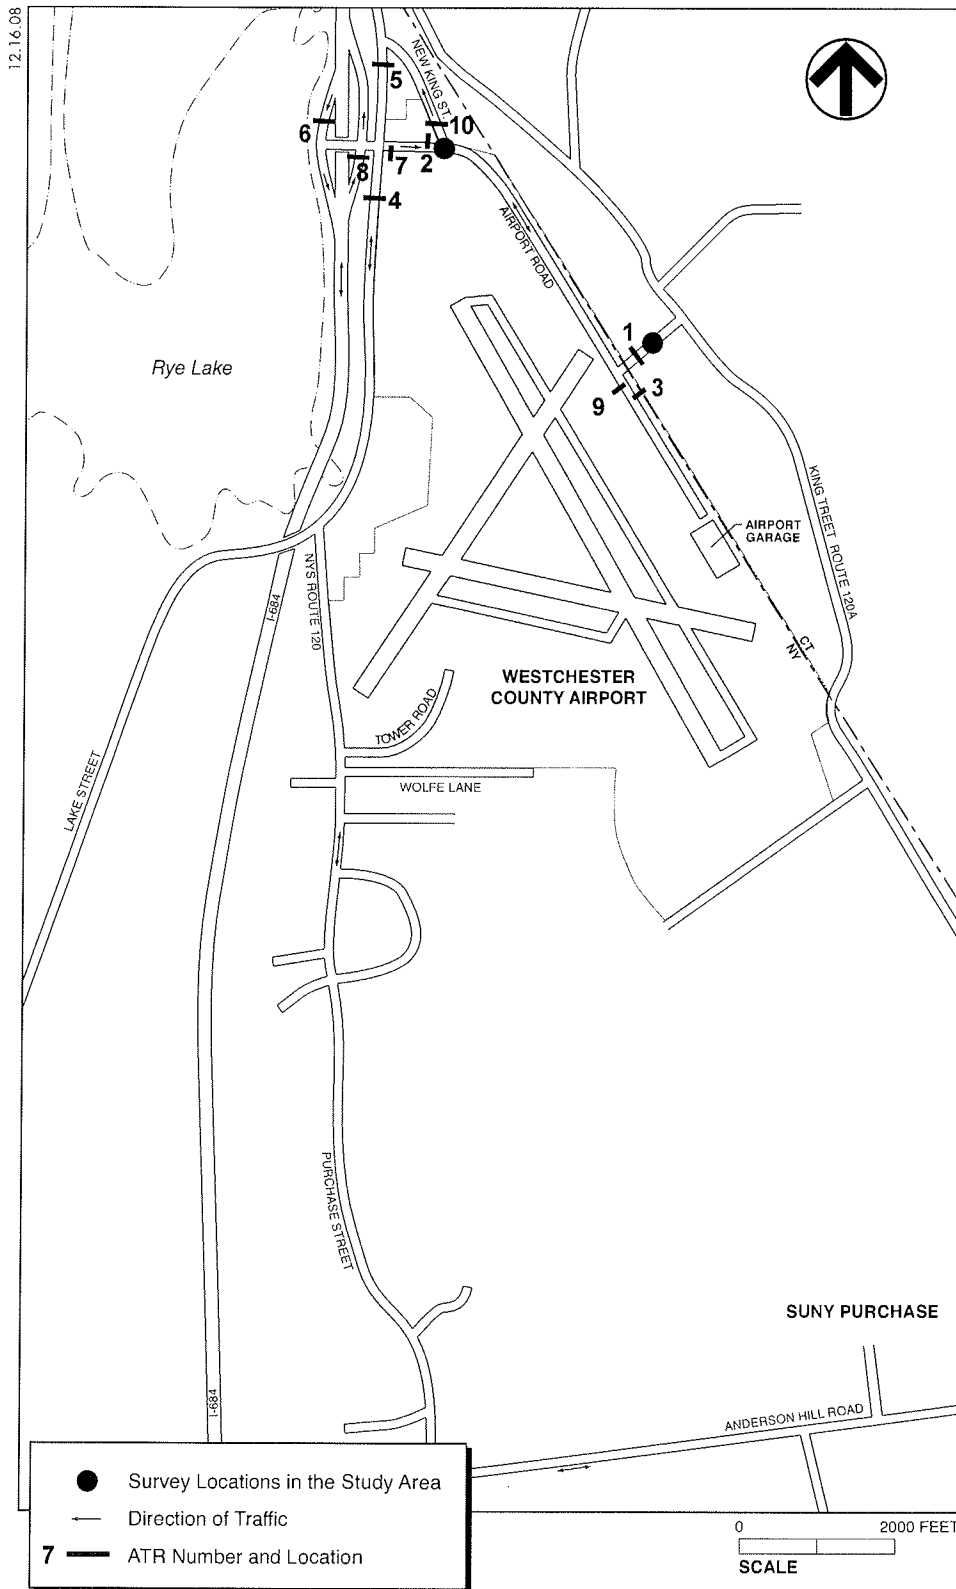 12.16.08
NEW KING ST.
5
10
6
2
7
8
4
AIRPORT ROAD
Rye Lake
1
3
9
KING TREET ROUTE 120A
AIRPORT
GARAGE
NYS ROUTE 120
I-684
CT
NY
WESTCHESTER
COUNTY AIRPORT
TOWER ROAD
WOLFE LANE
LAKE STREET
PURCHASE STREET
SUNY PURCHASE
I-684
ANDERSON HILL ROAD
Survey Locations in the Study Area
Direction of Traffic
7 ATR Number and Location
0 2000 FEET
SCALE